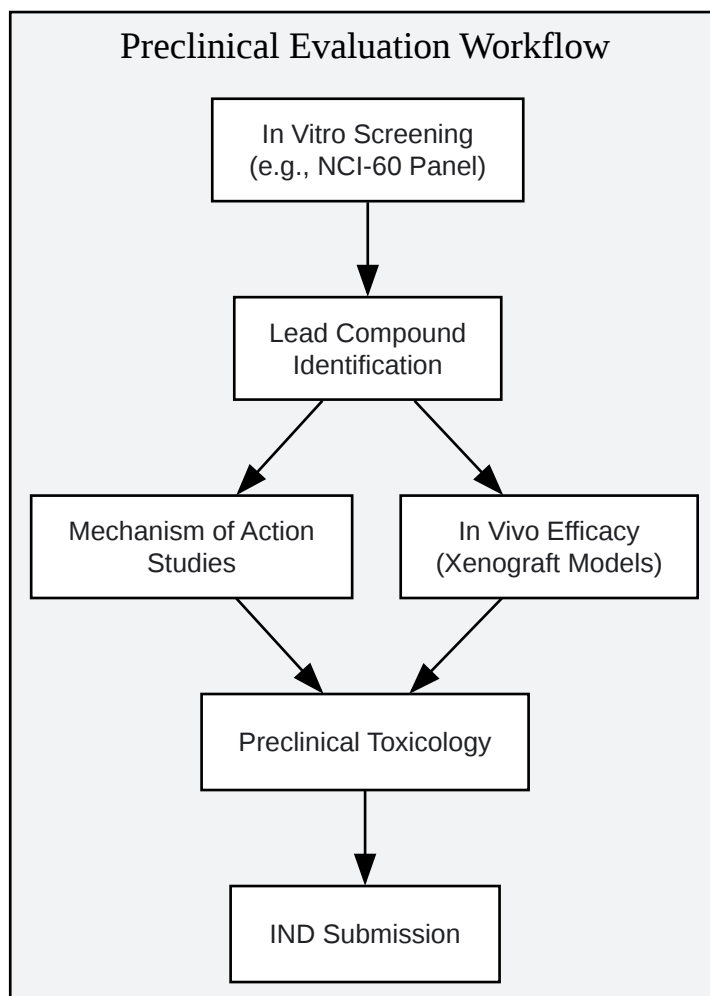 Preclinical Evaluation Workflow
In Vitro Screening
(e.g., NCI-60 Panel)
Lead Compound
Identification
Mechanism of Action
Studies
In Vivo Efficacy
(Xenograft Models)
Preclinical Toxicology
IND Submission